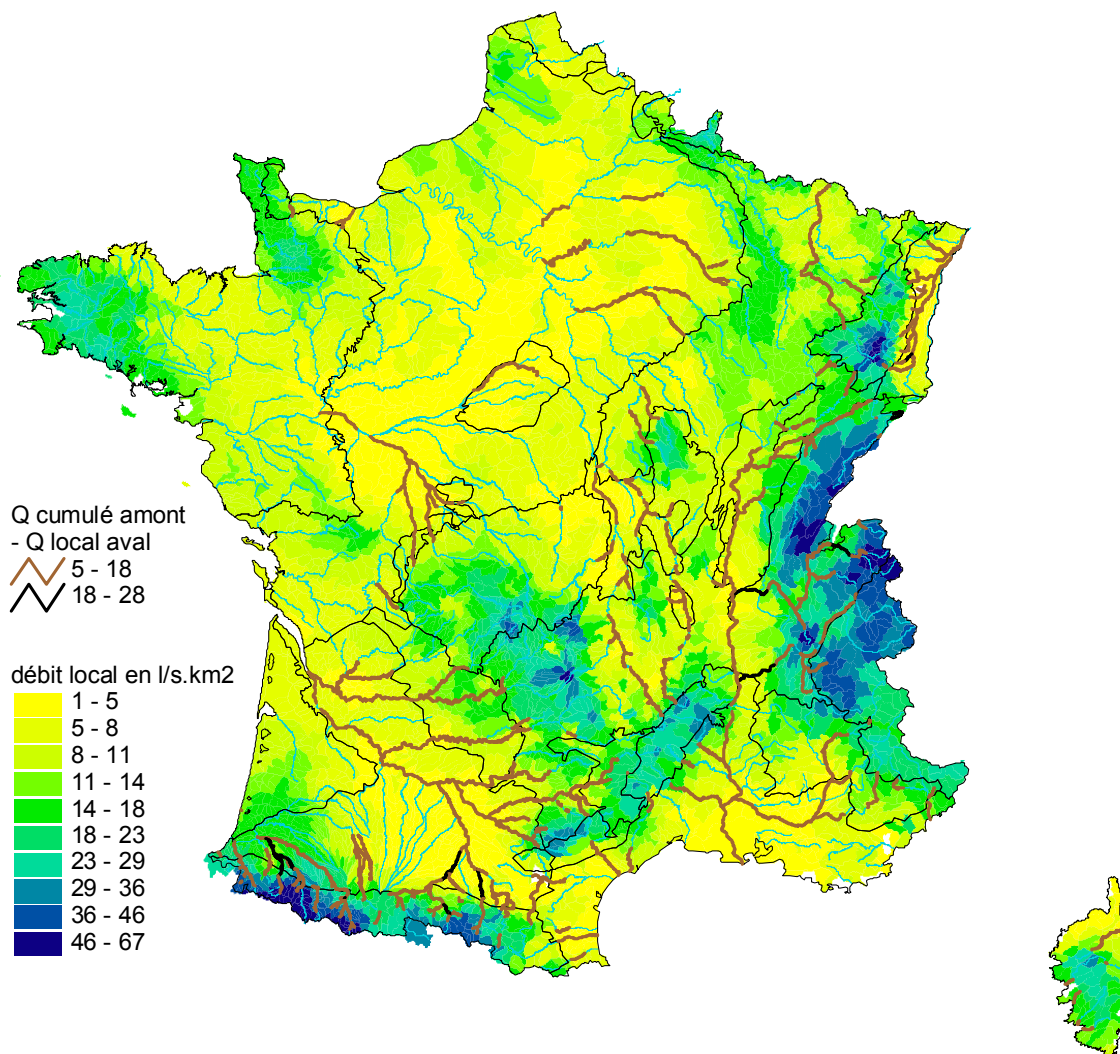 Q cumulé amont
- Q local aval
5 - 18
18 - 28
débit local en l/s.km2
1 - 5
5 - 8
8 - 11
11 - 14
14 - 18
18 - 23
23 - 29
29 - 36
36 - 46
46 - 67